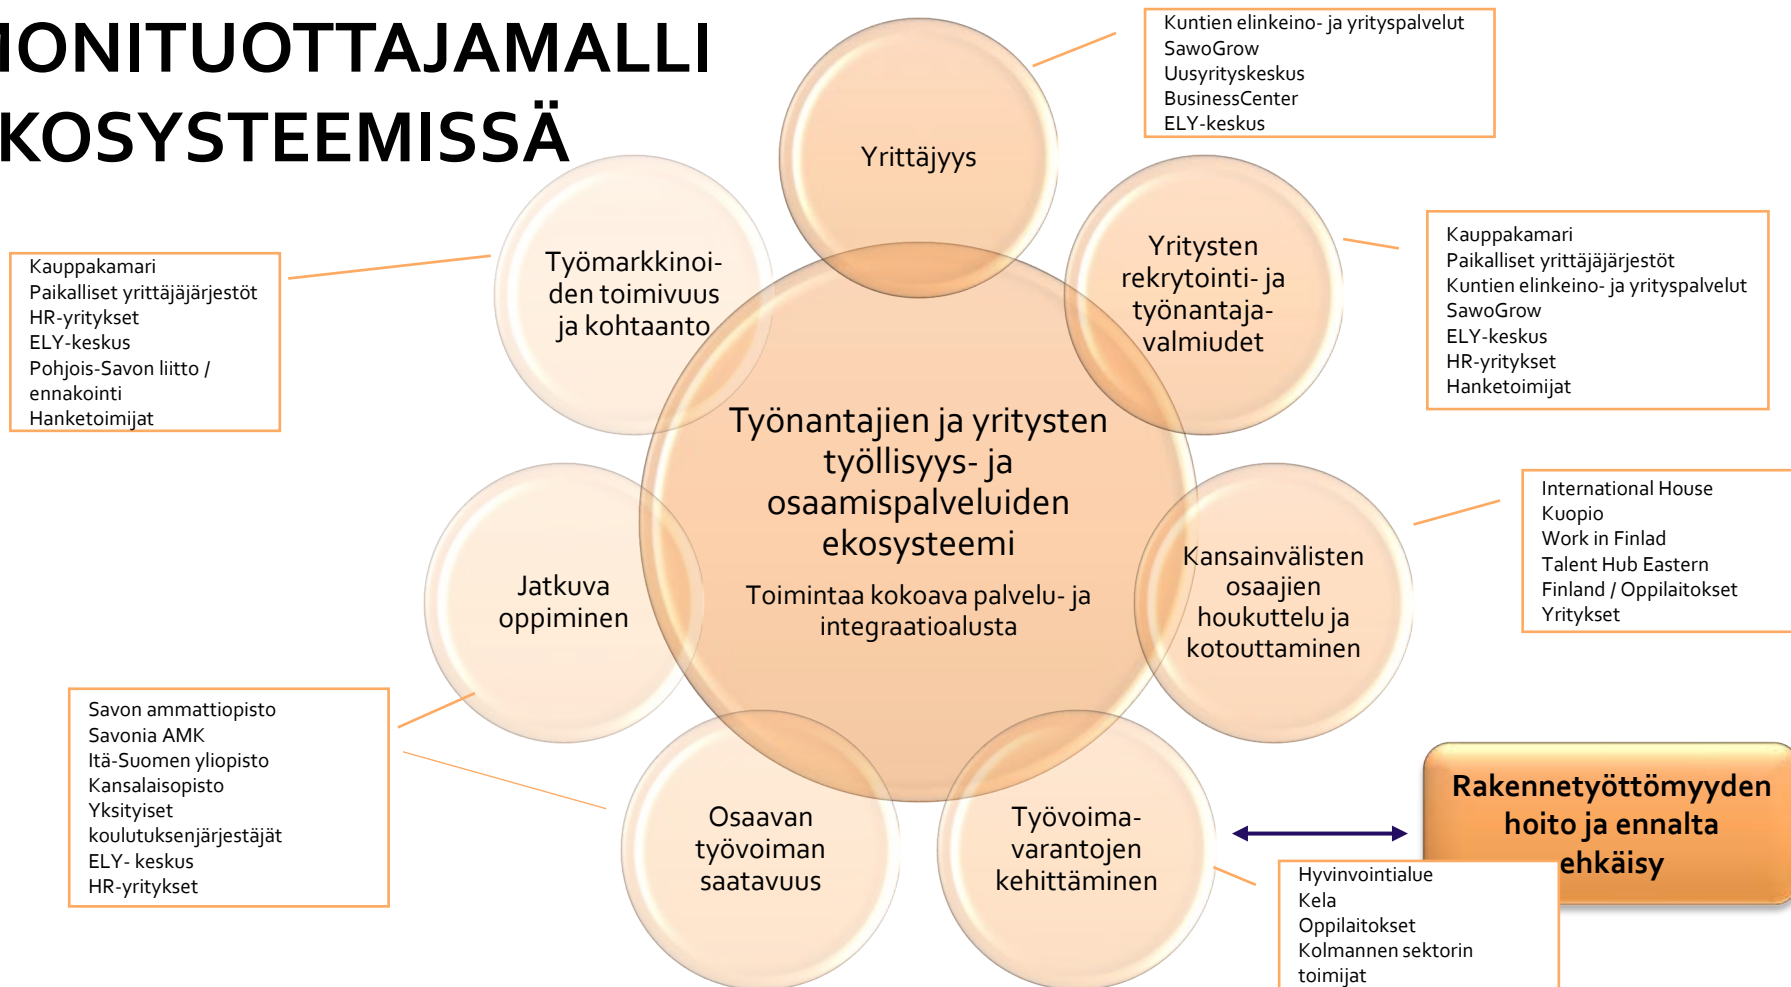 MONITUOTTAJAMALLI
KOSYSTEEMISSÄ
Kuntien elinkeino- ja yrityspalvelut
SawoGrow
Uusyrityskeskus
BusinessCenter
ELY-keskus
Yrittäjyys
Työmarkkinoi-
den toimivuus
ja kohtaanto
Kauppakamari
Paikalliset yrittäjäjärjestöt
HR-yritykset
ELY-keskus
Pohjois-Savon liitto /
ennakointi
Hanketoimijat
Yritysten
rekrytointi- ja
työnantaja-
valmiudet
Kauppakamari
Paikalliset yrittäjäjärjestöt
Kuntien elinkeino- ja yrityspalvelut
SawoGrow
ELY-keskus
HR-yritykset
Hanketoimijat
Työnantajien ja yritysten
työllisyys- ja
osaamispalveluiden
ekosysteemi
Toimintaa kokoava palvelu- ja
integraatioalusta
Kansainvälisten
osaajien
houkuttelu ja
kotouttaminen
International House
Kuopio
Work in Finlad
Talent Hub Eastern
Finland / Oppilaitokset
Yritykset
Jatkuva
oppiminen
Savon ammattiopisto
Savonia AMK
Itä-Suomen yliopisto
Kansalaisopisto
Yksityiset
koulutuksenjärjestäjät
ELY- keskus
HR-yritykset
Osaavan
työvoiman
saatavuus
Työvoima-
varantojen
kehittäminen
Rakennetyöttömyyden
hoito ja ennalta
ehkäisy
Hyvinvointialue
Kela
Oppilaitokset
Kolmannen sektorin
toimijat